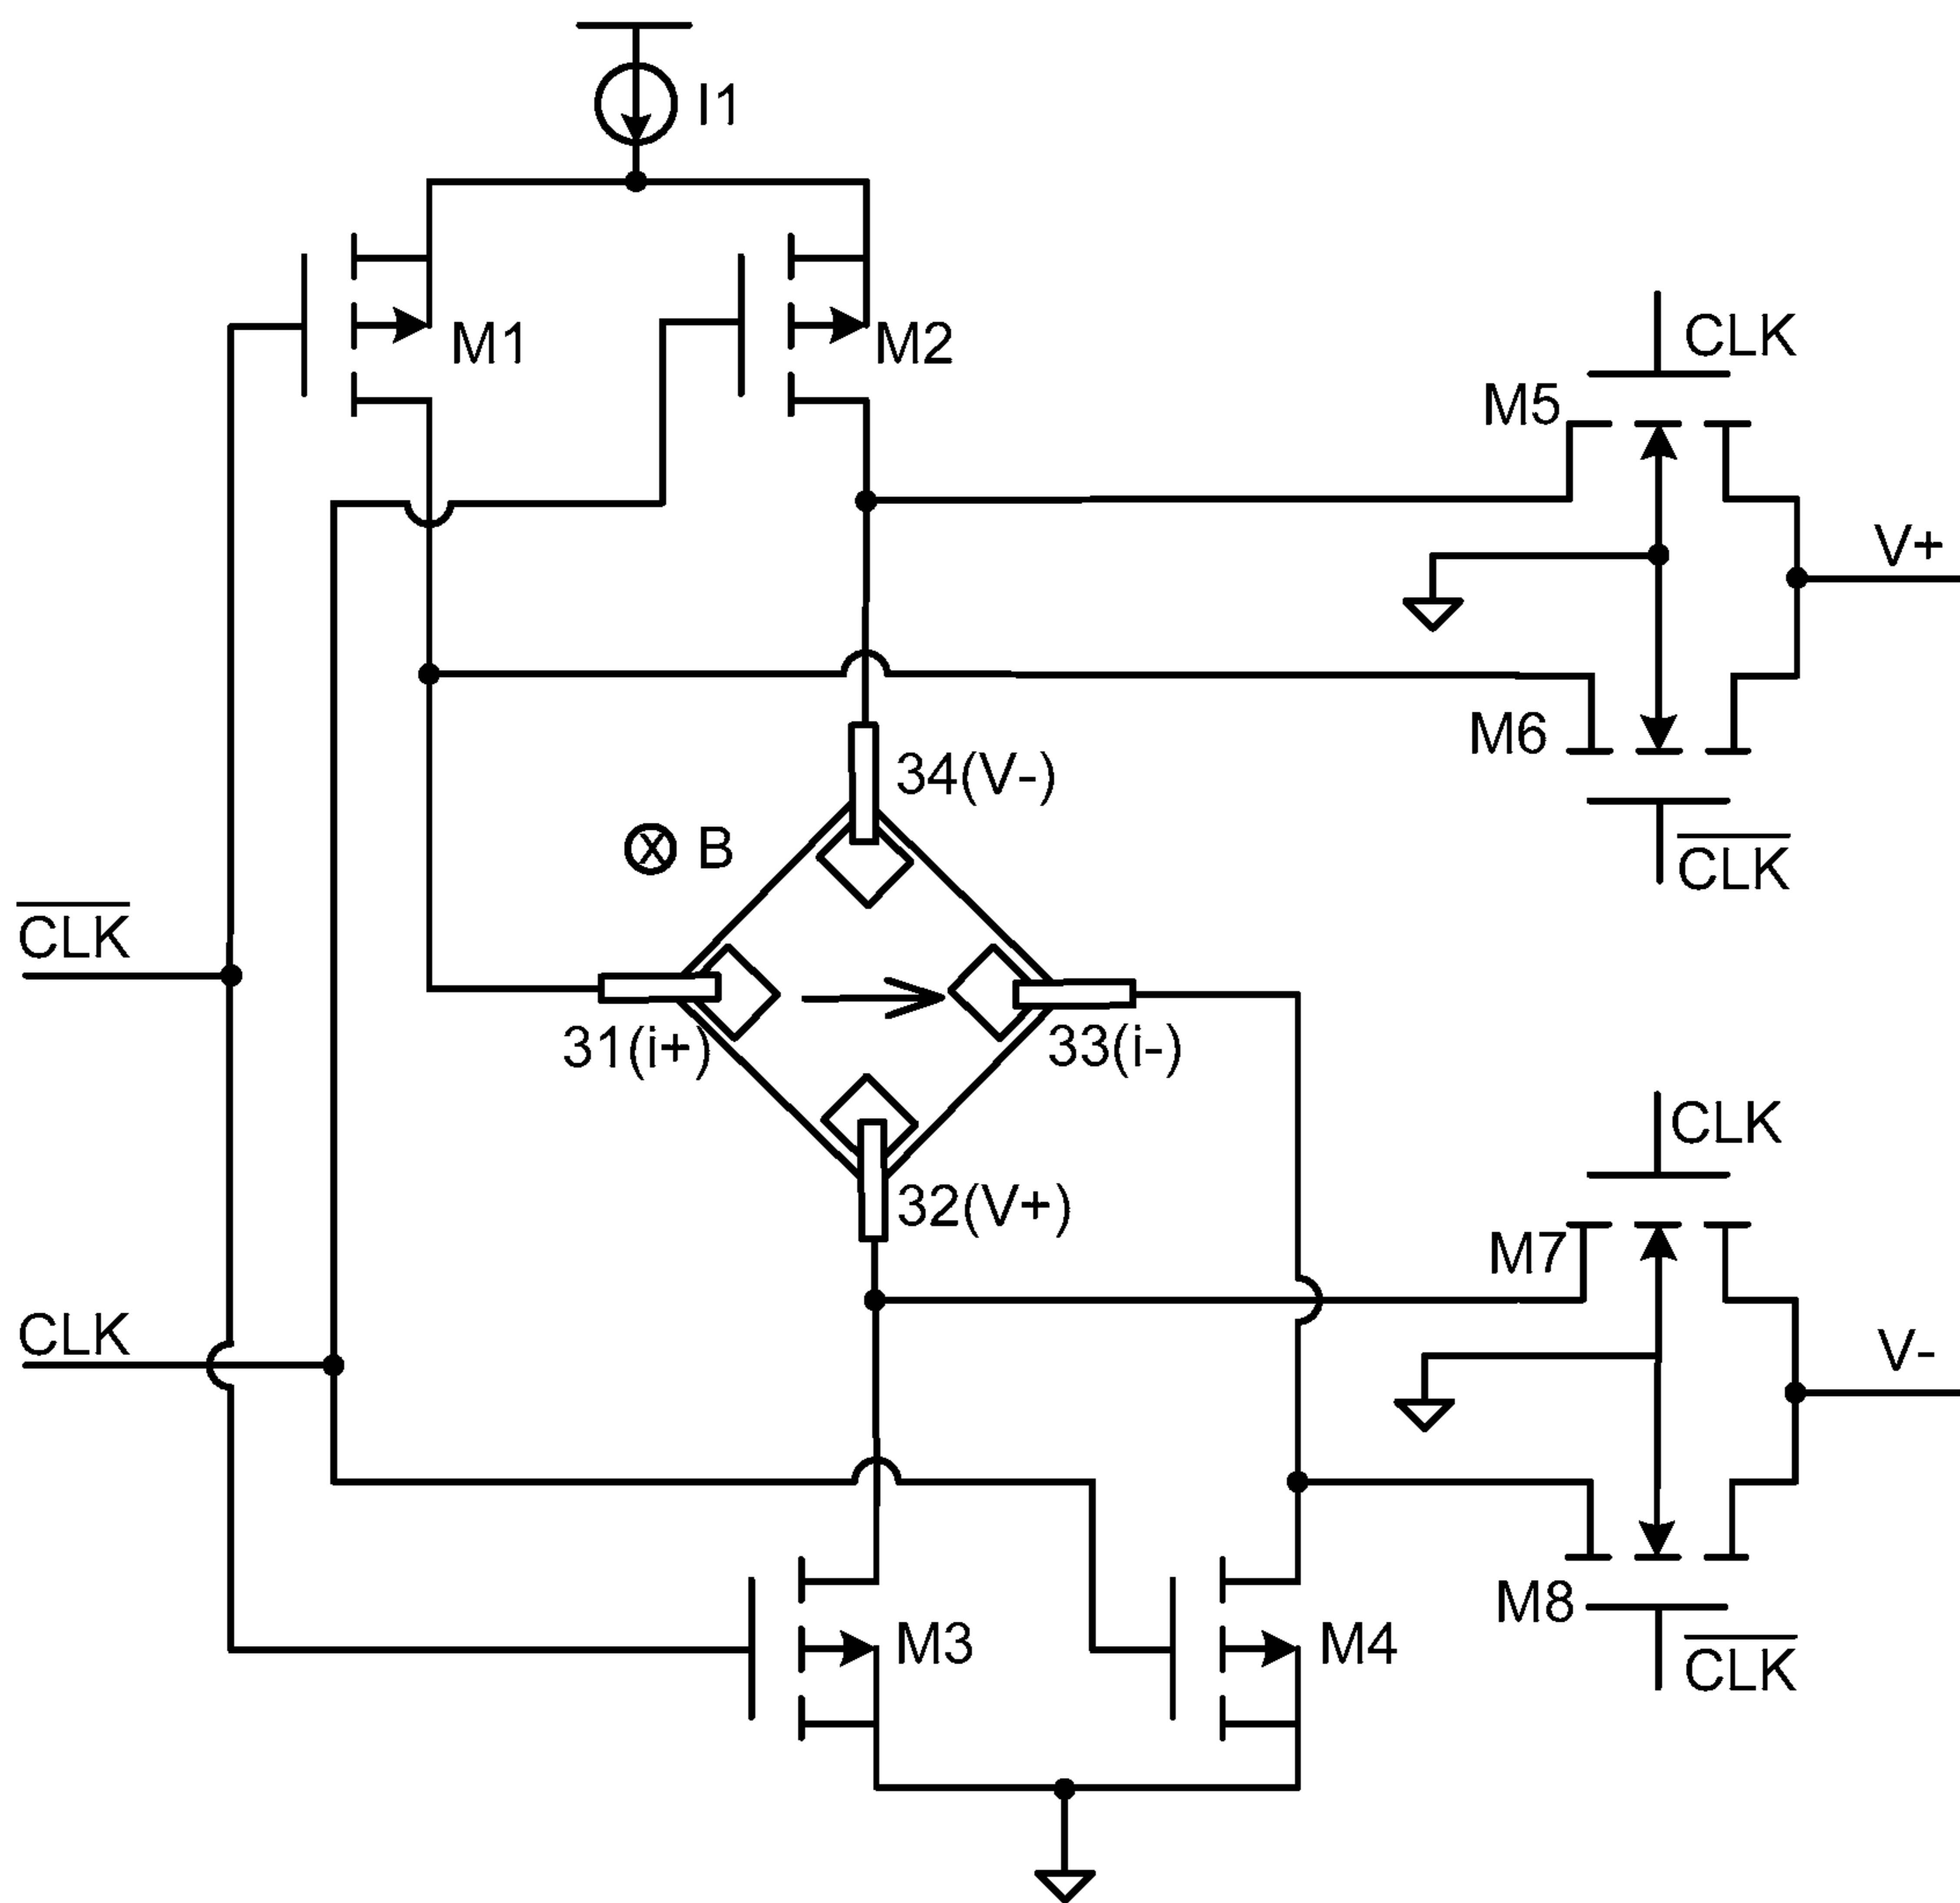 I1
M1
M2
CLK
M5
V+
M6
CLK
34(V-)
B
CLK
31(i+)
33(i-)
32(V+)
CLK
M7
CLK
V-
M8
CLK
M3
M4